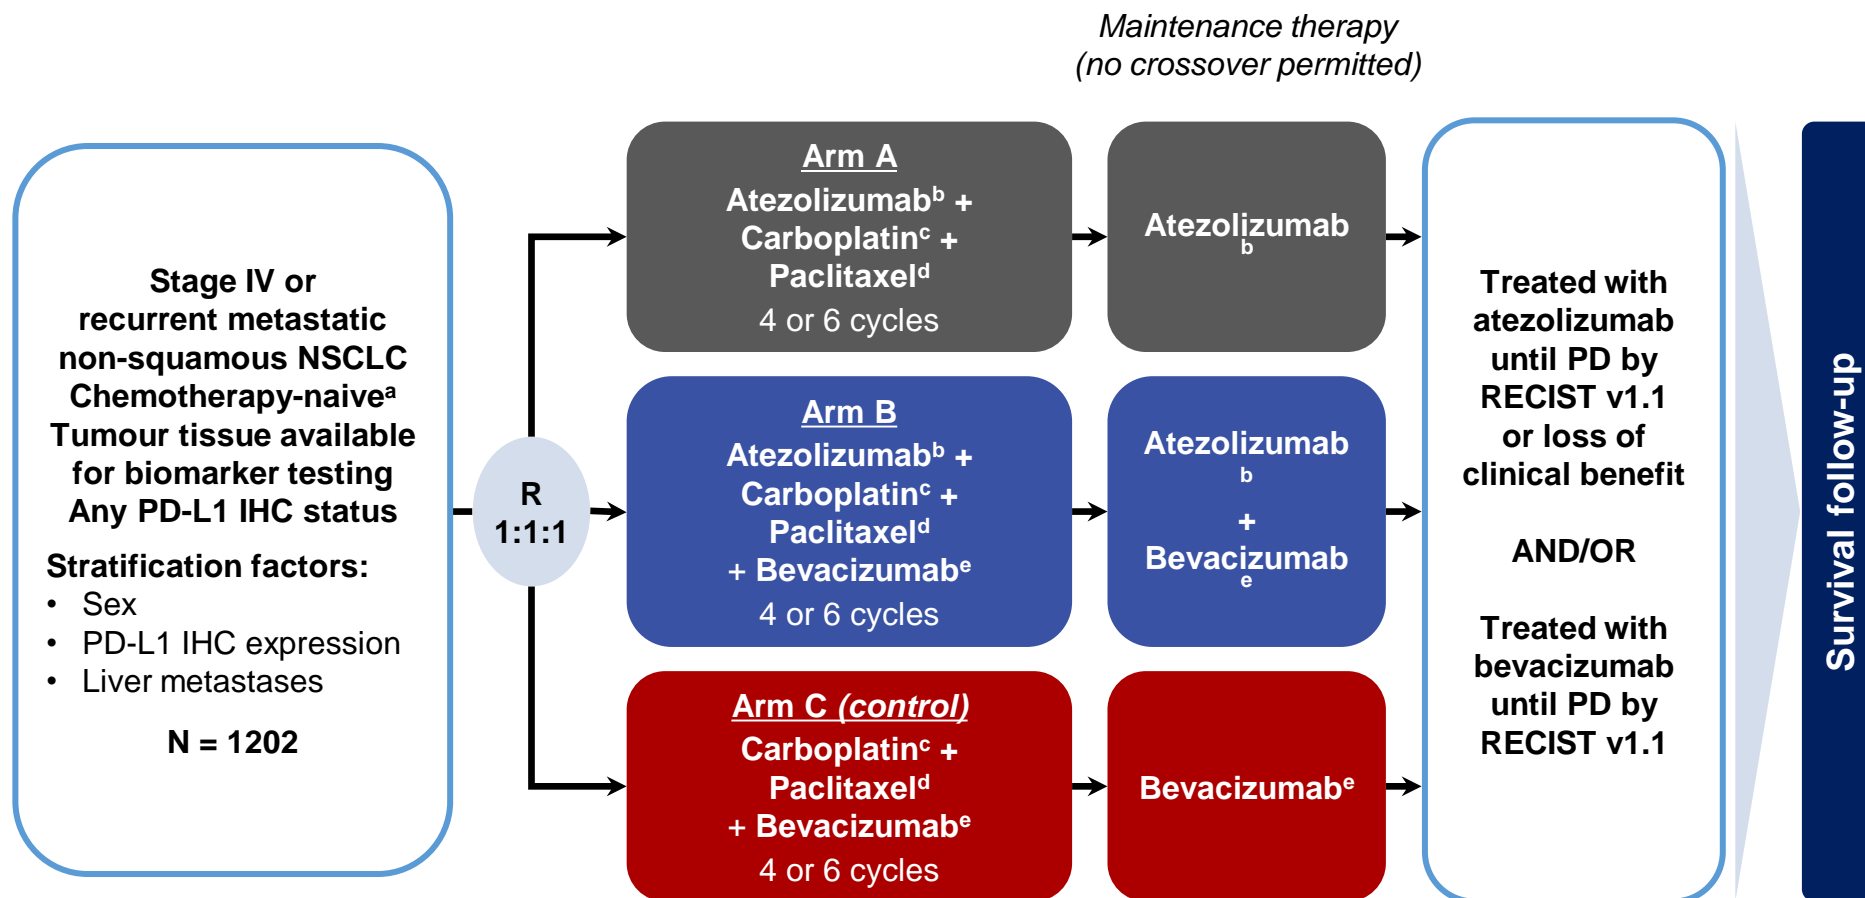 Maintenance therapy
(no crossover permitted)
Stage IV or
recurrent metastatic
non-squamous NSCLC
Chemotherapy-naiveᵃ
Tumour tissue available
for biomarker testing
Any PD-L1 IHC status
Stratification factors:
• Sex
• PD-L1 IHC expression
• Liver metastases
N = 1202
R
1:1:1
Arm A
Atezolizumabᵇ +
Carboplatinᶜ +
Paclitaxelᵈ
4 or 6 cycles
Atezolizumab
b
Arm B
Atezolizumabᵇ +
Carboplatinᶜ +
Paclitaxelᵈ
+ Bevacizumabᵉ
4 or 6 cycles
Atezolizumab
b
+
Bevacizumab
e
Arm C (control)
Carboplatinᶜ +
Paclitaxelᵈ
+ Bevacizumabᵉ
4 or 6 cycles
Bevacizumabᵉ
Treated with
atezolizumab
until PD by
RECIST v1.1
or loss of
clinical benefit
AND/OR
Treated with
bevacizumab
until PD by
RECIST v1.1
Survival follow-up